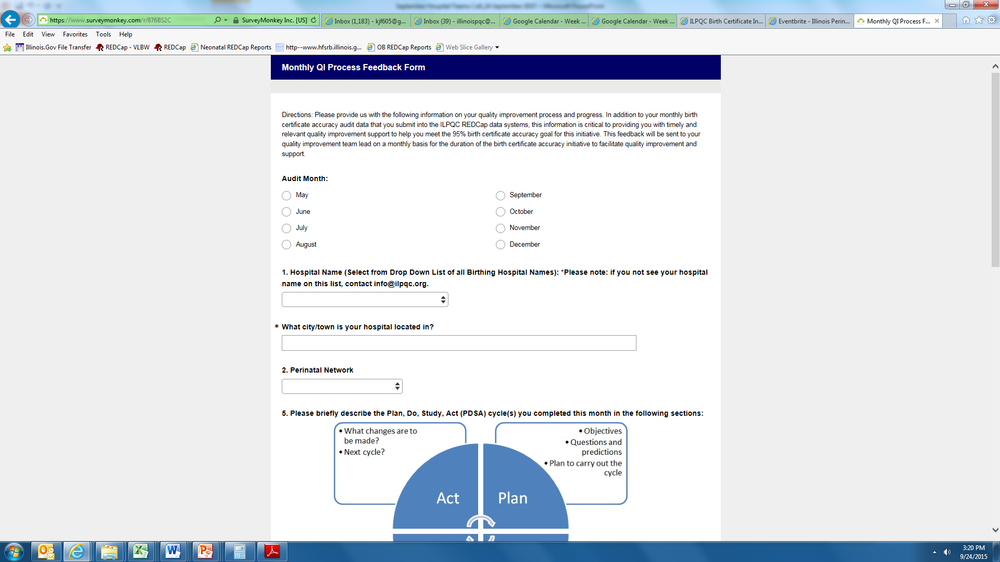 September Hospital Teams Call_28 September 2015 - Microsoft PowerPoint
https://www.surveymonkey.com/r/876BS2C
SurveyMonkey Inc. [US]
Inbox (1,183) - kjf605@g...
Inbox (39) - illinoispqc@...
Google Calendar - Week ...
Google Calendar - Week ...
ILPQC Birth Certificate In...
Eventbrite - Illinois Perin...
Monthly QI Process F...
File Edit View Favorites Tools Help
Illinois.Gov File Transfer
REDCap - VLBW
REDCap
Neonatal REDCap Reports
http--www.hfsrb.illinois.g...
OB REDCap Reports
Web Slice Gallery
Monthly QI Process Feedback Form
Directions: Please provide us with the following information on your quality improvement process and progress. In addition to your monthly birth
certificate accuracy audit data that you submit into the ILPQC REDCap data systems, this information is critical to providing you with timely and
relevant quality improvement support to help you meet the 95% birth certificate accuracy goal for this initiative. This feedback will be sent to your
quality improvement team lead on a monthly basis for the duration of the birth certificate accuracy initiative to facilitate quality improvement and
support.
Audit Month:
May
September
June
October
July
November
August
December
1. Hospital Name (Select from Drop Down List of all Birthing Hospital Names): *Please note: if you not see your hospital
name on this list, contact info@ilpqc.org.
* What city/town is your hospital located in?
2. Perinatal Network
5. Please briefly describe the Plan, Do, Study, Act (PDSA) cycle(s) you completed this month in the following sections:
• What changes are to
be made?
• Next cycle?
• Objectives
• Questions and
predictions
• Plan to carry out the
cycle
Act
Plan
3:20 PM
9/24/2015